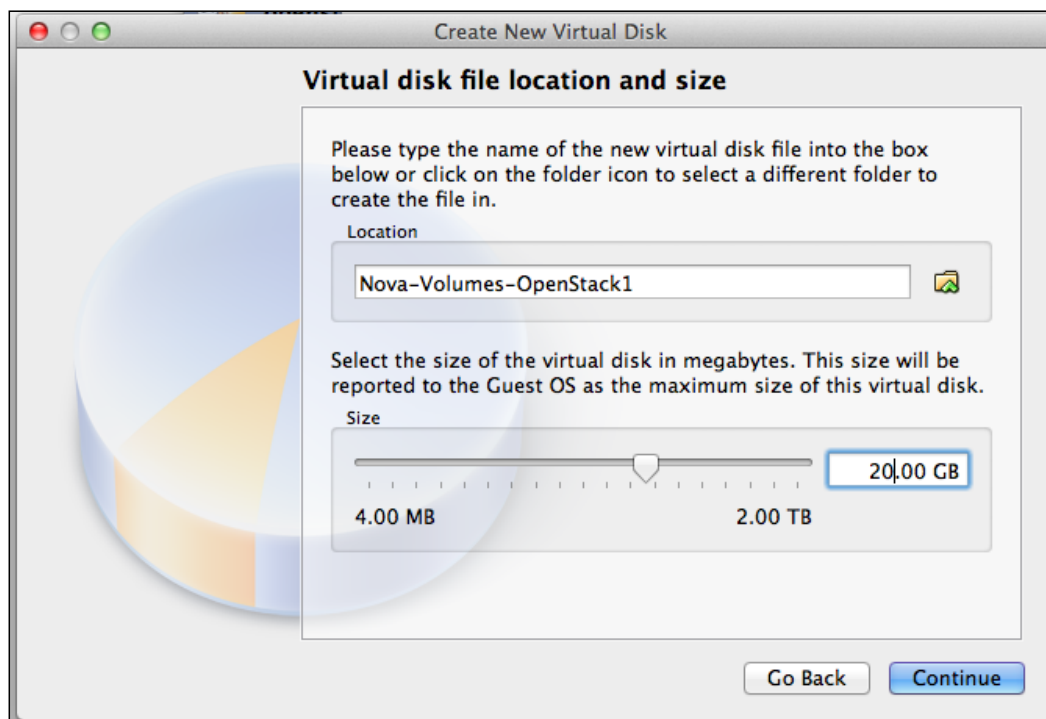 Create New Virtual Disk
Virtual disk file location and size
Please type the name of the new virtual disk file into the box
below or click on the folder icon to select a different folder to
create the file in.
Location
Nova-Volumes-OpenStack1
Select the size of the virtual disk in megabytes. This size will be
reported to the Guest OS as the maximum size of this virtual disk.
Size
20.00 GB
4.00 MB
2.00 TB
Go Back
Continue